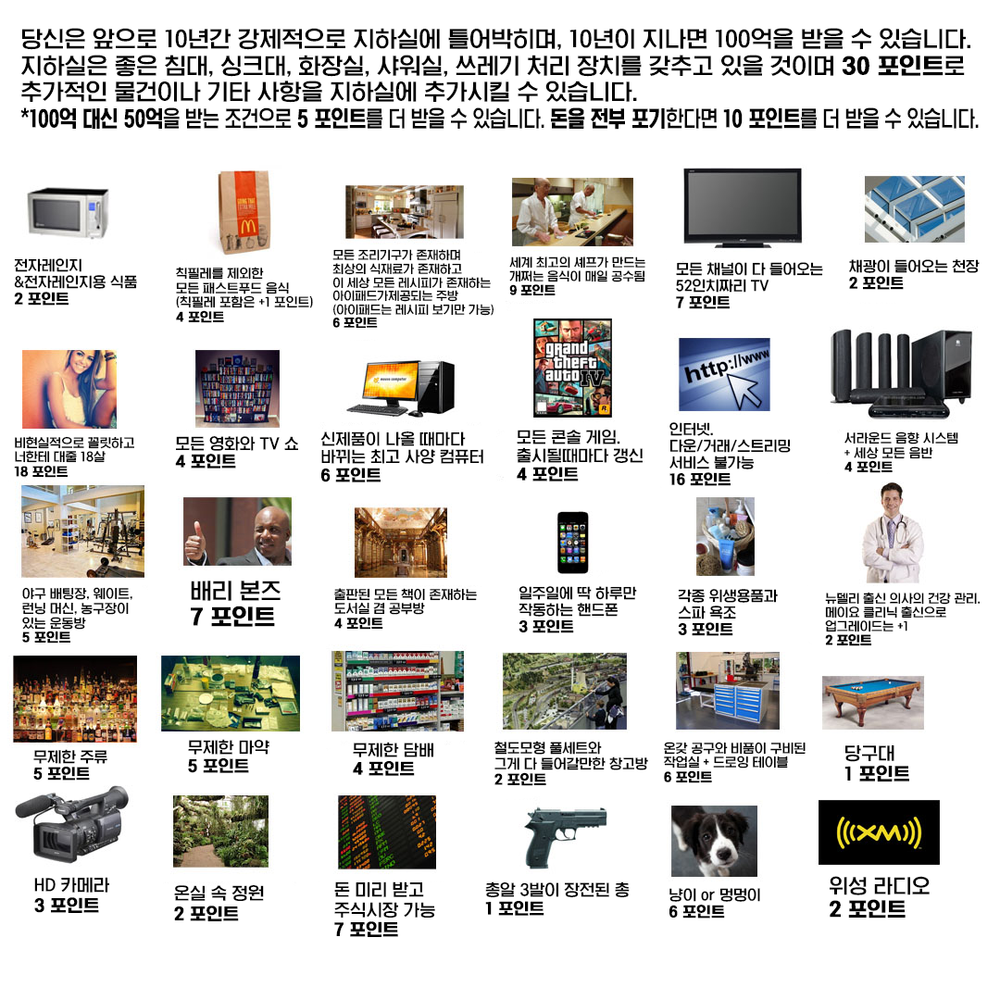 당신은 앞으로 10년간 강제적으로 지하실에 틀어박히며, 10년이 지나면 100억을 받을 수 있습니다.
지하실은 좋은 침대, 싱크대, 화장실, 샤워실, 쓰레기 처리 장치를 갖추고 있을 것이며 30 포인트로
추가적인 물건이나 기타 사항을 지하실에 추가시킬 수 있습니다.
*100억 대신 50억을 받는 조건으로 5 포인트를 더 받을 수 있습니다. 돈을 전부 포기한다면 10 포인트를 더 받을 수 있습니다.
전자레인지
&전자레인지용 식품
2 포인트
칙필레를 제외한
모든 패스트푸드 음식
(칙필레 포함은 +1 포인트)
4 포인트
모든 조리기구가 존재하며
최상의 식재료가 존재하고
이 세상 모든 레시피가 존재하는
아이패드가제공되는 주방
(아이패드는 레시피 보기만 가능)
6 포인트
세계 최고의 셰프가 만드는
개쩌는 음식이 매일 공수됨
9 포인트
모든 채널이 다 들어오는
52인치짜리 TV
7 포인트
채광이 들어오는 천장
2 포인트
비현실적으로 꼴릿하고
너한테 대줄 18살
18 포인트
모든 영화와 TV 쇼
4 포인트
신제품이 나올 때마다
바뀌는 최고 사양 컴퓨터
6 포인트
grand
theft
auto IV
모든 콘솔 게임.
출시될때마다 갱신
4 포인트
http://www
인터넷.
다운/거래/스트리밍
서비스 불가능
16 포인트
서라운드 음향 시스템
+ 세상 모든 음반
4 포인트
야구 배팅장, 웨이트,
런닝 머신, 농구장이
있는 운동방
5 포인트
배리 본즈
7 포인트
출판된 모든 책이 존재하는
도서실 겸 공부방
4 포인트
일주일에 딱 하루만
작동하는 핸드폰
3 포인트
각종 위생용품과
스파 욕조
3 포인트
뉴델리 출신 의사의 건강 관리.
메이요 클리닉 출신으로
업그레이드는 +1
2 포인트
무제한 주류
5 포인트
무제한 마약
5 포인트
무제한 담배
4 포인트
철도모형 풀세트와
그게 다 들어갈만한 창고방
2 포인트
온갖 공구와 비품이 구비된
작업실 + 드로잉 테이블
6 포인트
당구대
1 포인트
HD 카메라
3 포인트
온실 속 정원
2 포인트
돈 미리 받고
주식시장 가능
7 포인트
총알 3발이 장전된 총
1 포인트
냥이 or 멍멍이
6 포인트
((XM))
위성 라디오
2 포인트